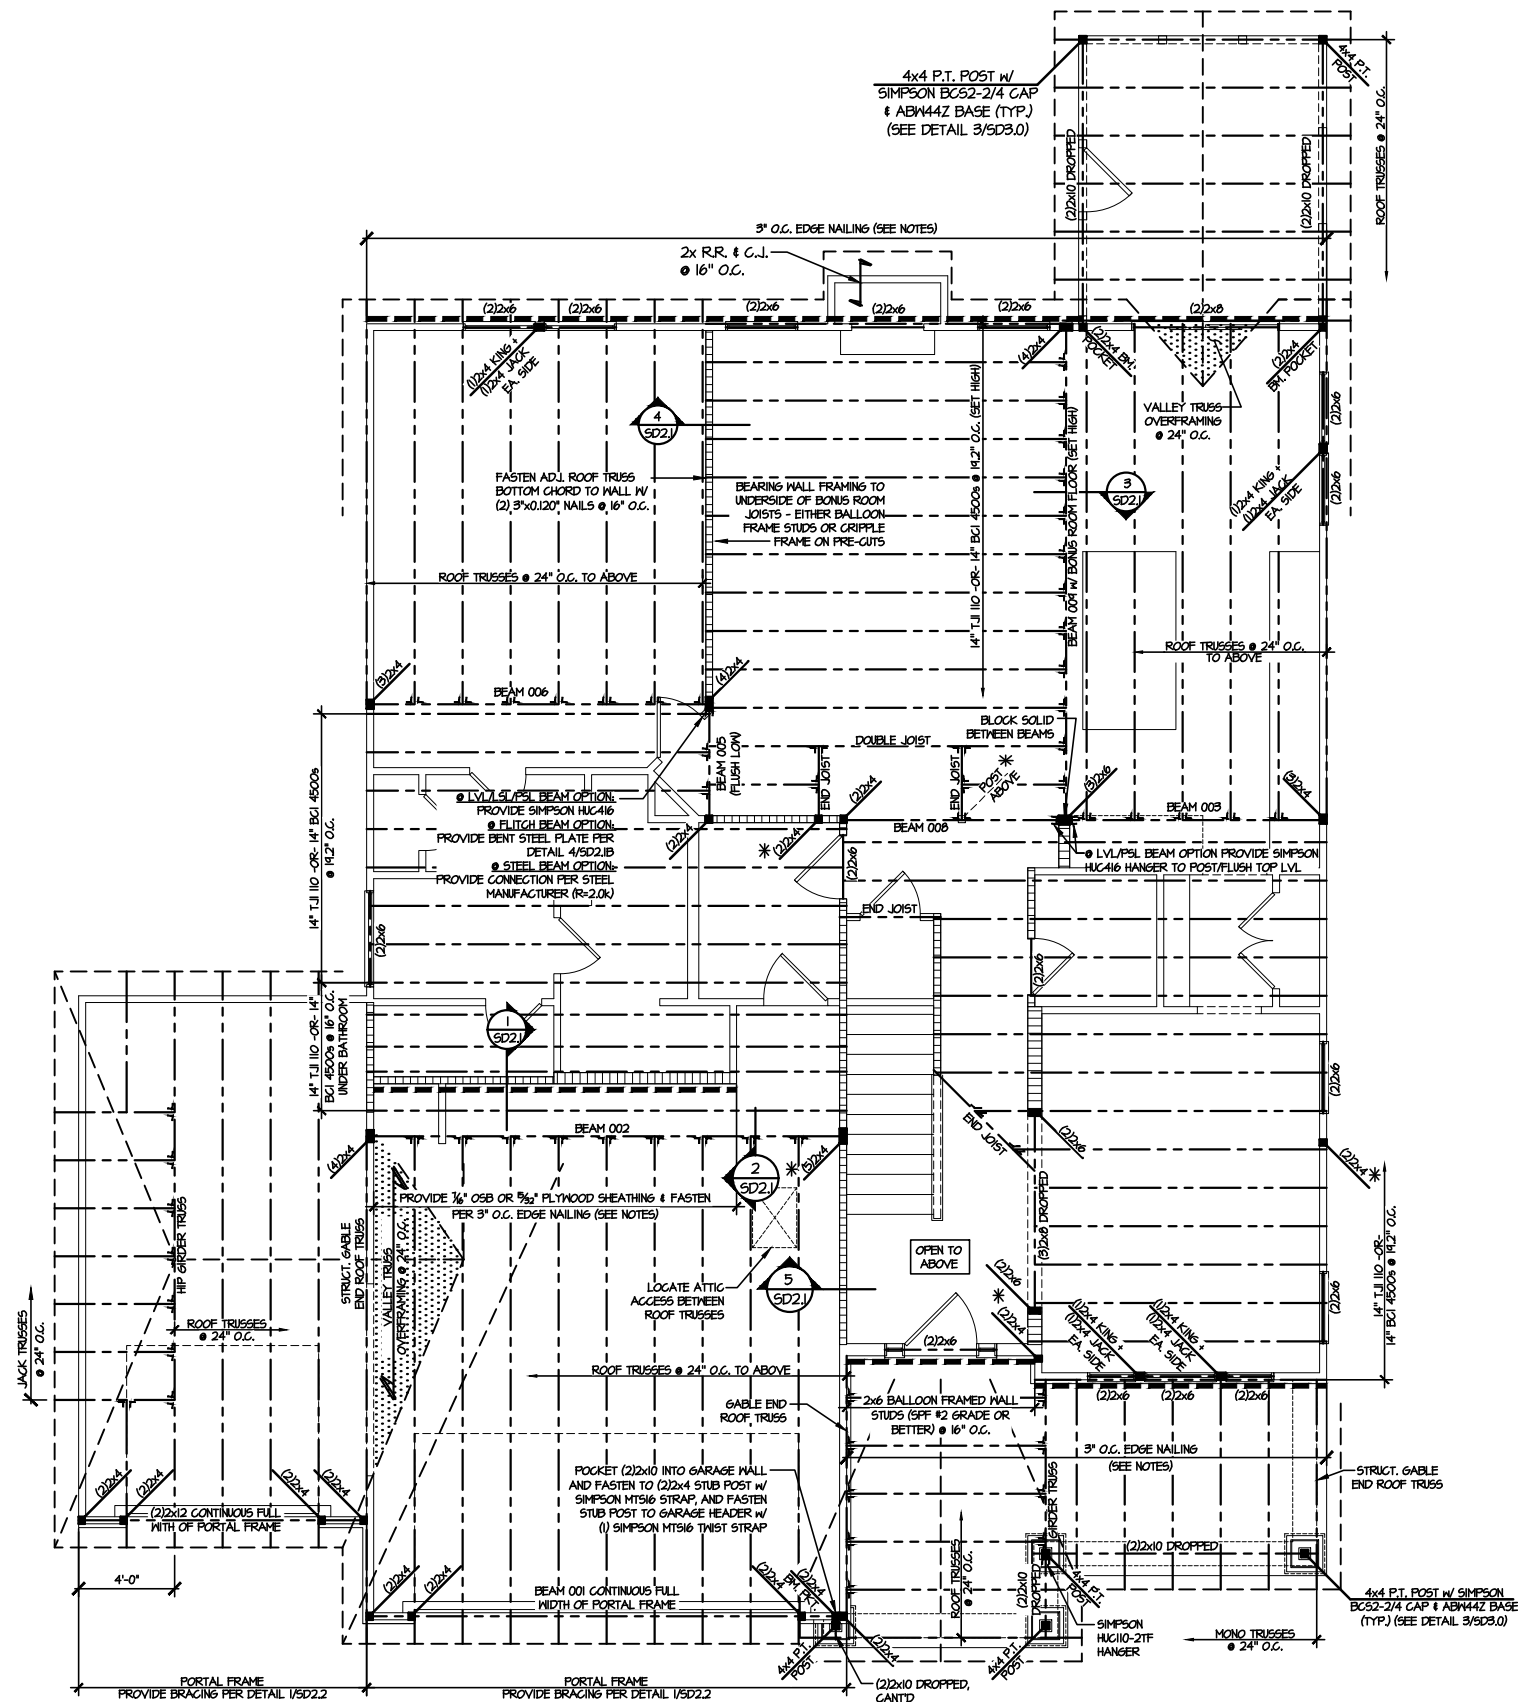 4x4 P.T. POST W/
SIMPSON BCS2-2/4 CAP
& ABW44Z BASE (TYP.)
(SEE DETAIL 3/SD3.0)
4x4 P.T.
POST
ROOF TRUSSES @ 24" O.C.
(2)2x10 DROPPED
(2)2x10 DROPPED
3" O.C. EDGE NAILING (SEE NOTES)
2x R.R. & C.J.
@ 16" O.C.
(2)2x6
(2)2x6
(2)2x6
(2)2x6
(2)2x6
(2)2x8
(1)2x4 KING +
(1)2x4 JACK
EA. SIDE
(4)2x4
(2)2x4 BM.
POCKET
(2)2x4
BM. POCKET
VALLEY TRUSS
OVERFRAMING
@ 24" O.C.
(2)2x6
(2)2x6
(1)2x4 KING +
(1)2x4 JACK
EA. SIDE
4
SD2.1
3
SD2.1
FASTEN ADJ. ROOF TRUSS
BOTTOM CHORD TO WALL W/
(2) 3"x0.120" NAILS @ 16" O.C.
BEARING WALL FRAMING TO
UNDERSIDE OF BONUS ROOM
JOISTS - EITHER BALLOON
FRAME STUDS OR CRIPPLE
FRAME ON PRE-CUTS
14" TJI 110 -OR- 14" BCI 4500s @ 19.2" O.C. (SET HIGH)
BEAM 009 W/ BONUS ROOM FLOOR (SET HIGH)
ROOF TRUSSES @ 24" O.C. TO ABOVE
ROOF TRUSSES @ 24" O.C.
TO ABOVE
(3)2x4
BEAM 006
(4)2x4
BLOCK SOLID
BETWEEN BEAMS
BEAM 005
(FLUSH LOW)
DOUBLE JOIST
END JOIST
END JOIST
POST
ABOVE
(2)2x4
(3)2x6
(3)2x4
BEAM 003
BEAM 008
14" TJI 110 -OR- 14" BCI 4500s
@ 19.2" O.C.
@ LVL/LSL/PSL BEAM OPTION:
PROVIDE SIMPSON HUC416
@ FLITCH BEAM OPTION:
PROVIDE BENT STEEL PLATE PER
DETAIL 4/SD2.1B
@ STEEL BEAM OPTION:
PROVIDE CONNECTION PER STEEL
MANUFACTURER (R=2.0k)
(2)2x4
(2)2x4
(2)2x6
@ LVL/PSL BEAM OPTION PROVIDE SIMPSON
HUC416 HANGER TO POST/FLUSH TOP LVL
END JOIST
(2)2x6
(2)2x6
14" TJI 110 -OR- 14"
BCI 4500s @ 16" O.C.
UNDER BATHROOM
1
SD2.1
(2)2x6
BEAM 002
(4)2x4
(5)2x4
2
SD2.1
END JOIST
(2)2x6
(2)2x4
(3)2x8 DROPPED
14" TJI 110 -OR-
14" BCI 4500s @ 19.2" O.C.
PROVIDE 7/16" OSB OR 15/32" PLYWOOD SHEATHING & FASTEN
PER 3" O.C. EDGE NAILING (SEE NOTES)
HIP GIRDER TRUSS
STRUCT. GABLE
END ROOF TRUSS
VALLEY TRUSS
OVERFRAMING @ 24" O.C.
OPEN TO
ABOVE
LOCATE ATTIC
ACCESS BETWEEN
ROOF TRUSSES
5
SD2.1
(2)2x6
(2)2x4
(2)2x6
JACK TRUSSES
@ 24" O.C.
ROOF TRUSSES
@ 24" O.C.
(1)2x4 KING +
(1)2x4 JACK
EA. SIDE
(1)2x4 KING +
(1)2x4 JACK
EA. SIDE
(2)2x6
ROOF TRUSSES @ 24" O.C. TO ABOVE
(2)2x6
(2)2x6
(2)2x6
GABLE END
ROOF TRUSS
2x6 BALLOON FRAMED WALL
STUDS (SPF #2 GRADE OR
BETTER) @ 16" O.C.
3" O.C. EDGE NAILING
(SEE NOTES)
STRUCT. GABLE
END ROOF TRUSS
(2)2x4
(2)2x4
(2)2x4
(2)2x4
(2)2x12 CONTINUOUS FULL
WITH OF PORTAL FRAME
POCKET (2)2x10 INTO GARAGE WALL
AND FASTEN TO (2)2x4 STUB POST W/
SIMPSON MTS16 STRAP, AND FASTEN
STUB POST TO GARAGE HEADER W/
(1) SIMPSON MTS16 TWIST STRAP
GIRDER TRUSS
ROOF TRUSSES
@ 24" O.C.
(2)2x10 DROPPED
(2)2x10
DROPPED
4x4 P.T.
POST
4'-0"
(2)2x4
(2)2x4
BEAM 001 CONTINUOUS FULL
WIDTH OF PORTAL FRAME
(2)2x4
(2)2x4
BM. PKT.
4x4 P.T. POST W/ SIMPSON
BCS2-2/4 CAP & ABW44Z BASE
(TYP.) (SEE DETAIL 3/SD3.0)
SIMPSON
HUC110-2TF
HANGER
MONO TRUSSES
@ 24" O.C.
4x4 P.T.
POST
(2)2x4
4x4 P.T.
POST
(2)2x10 DROPPED,
CANT'D
PORTAL FRAME
PROVIDE BRACING PER DETAIL 1/SD2.2
PORTAL FRAME
PROVIDE BRACING PER DETAIL 1/SD2.2